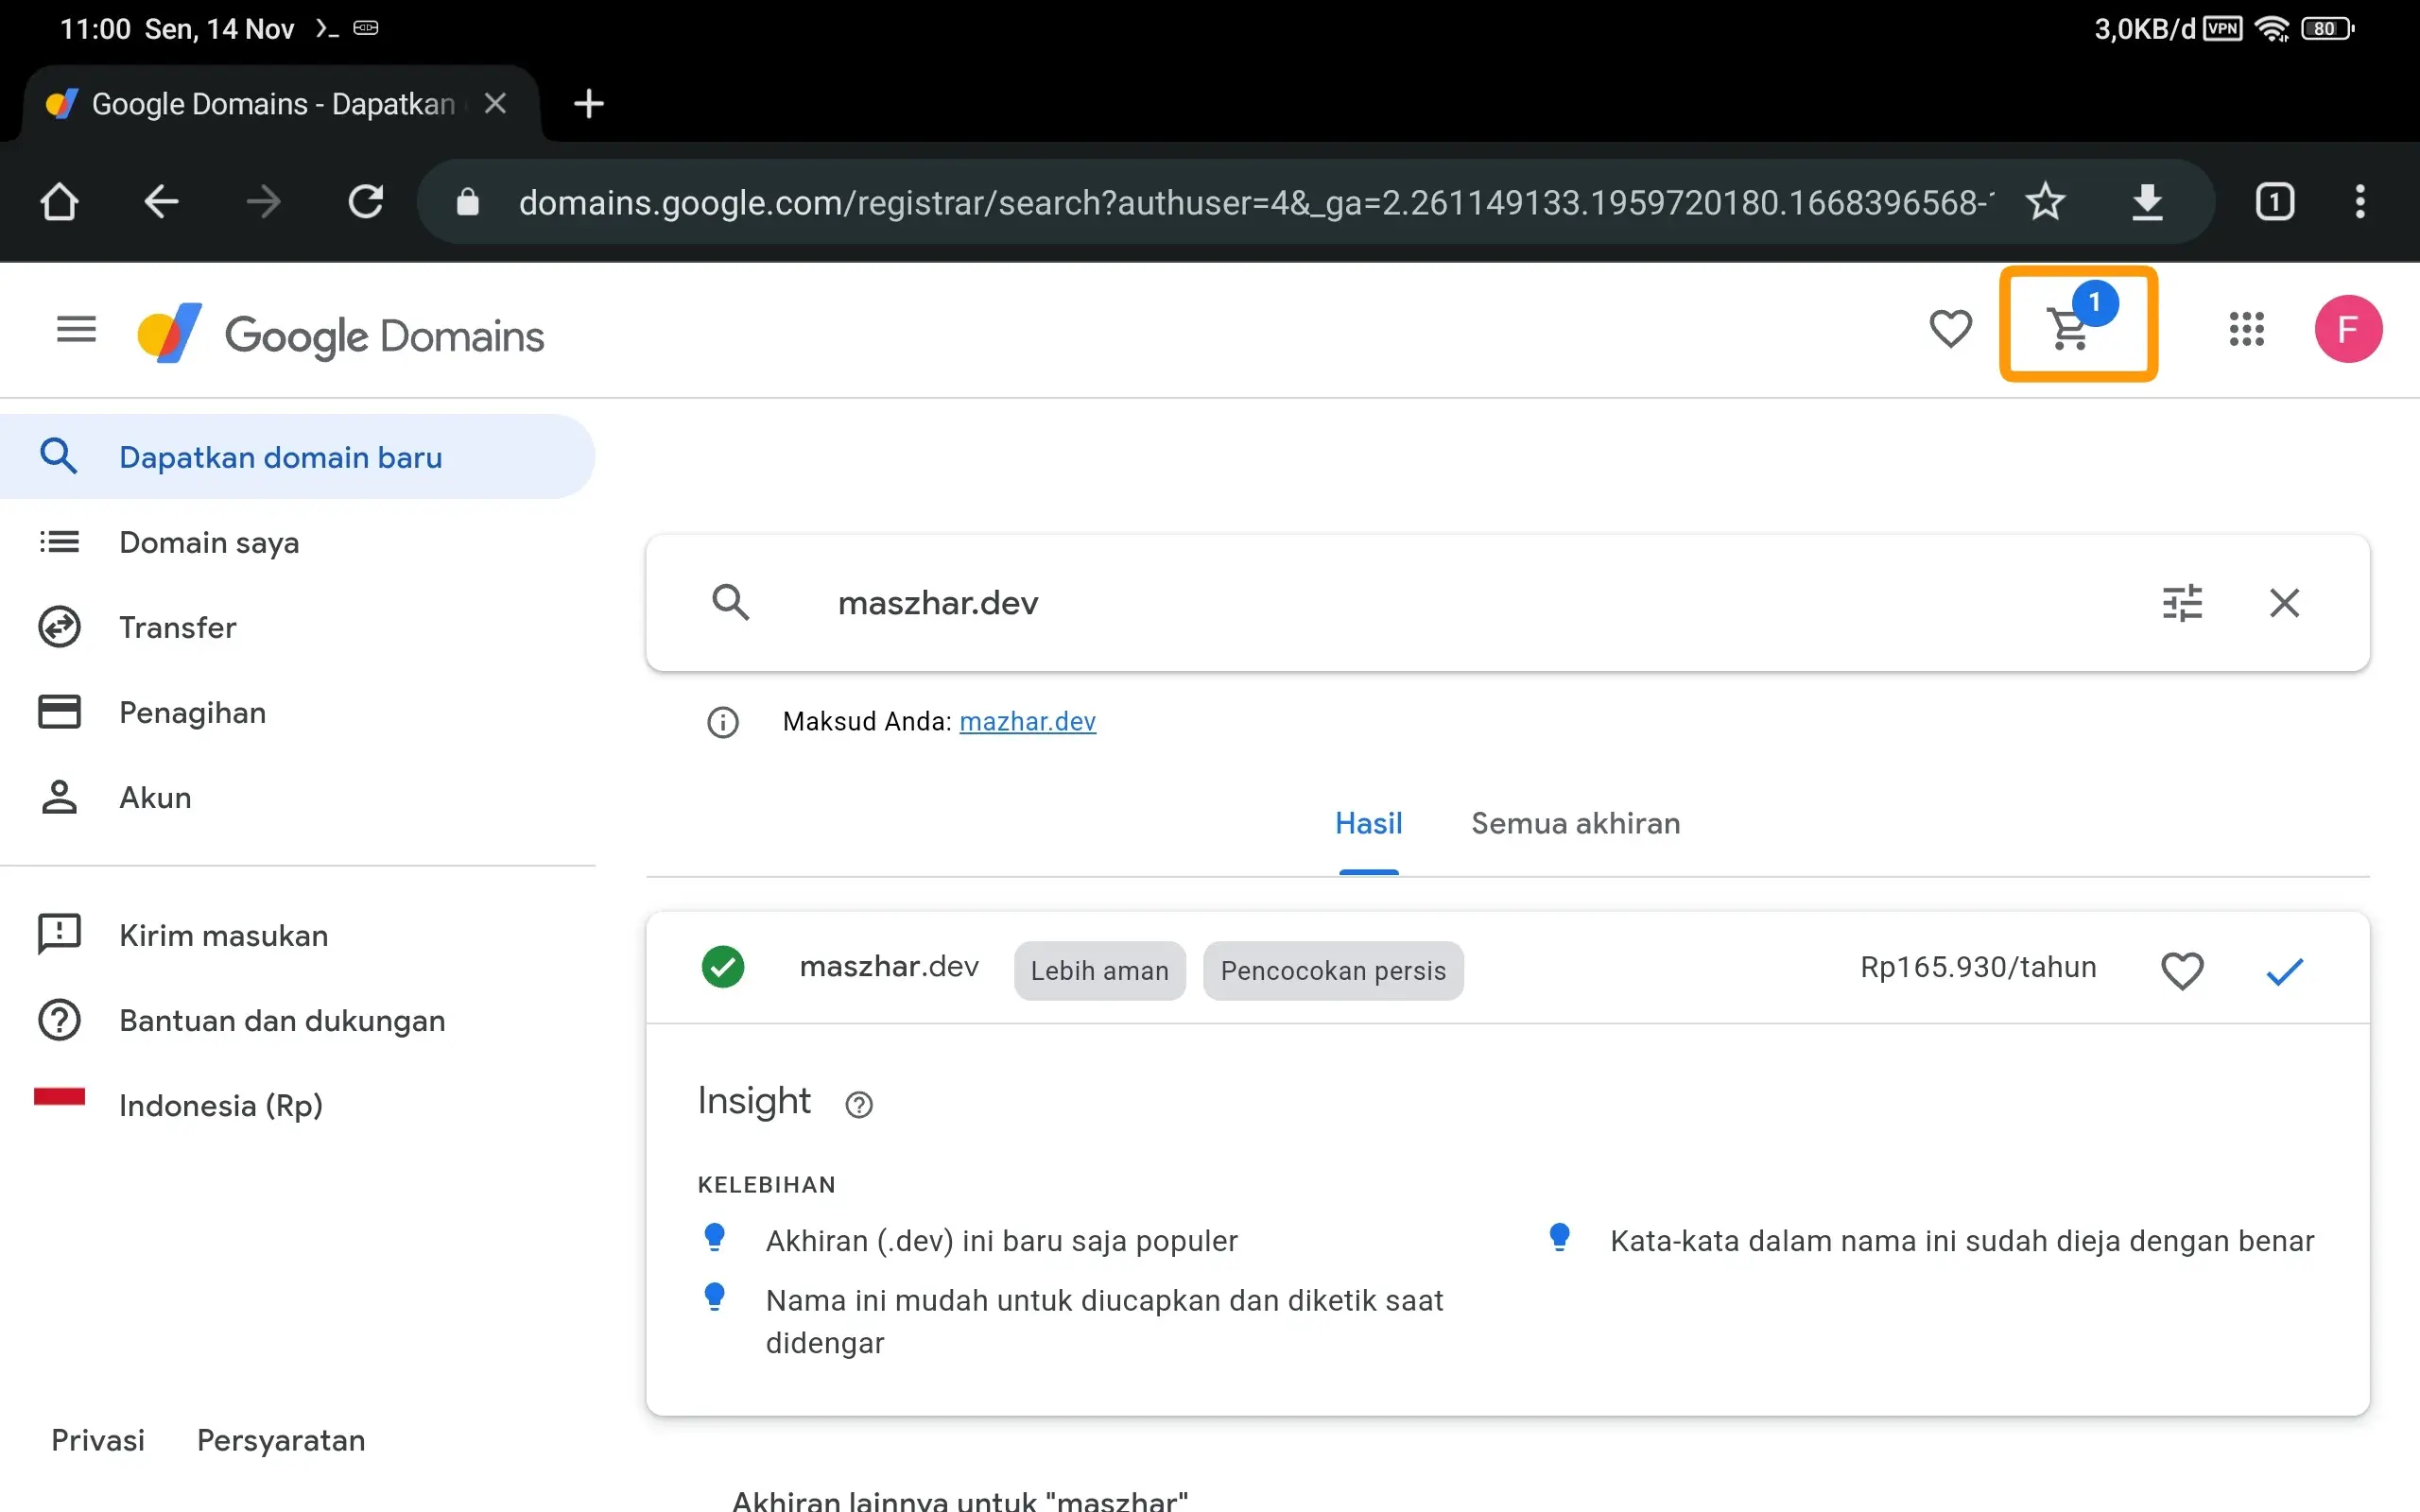 11:00 Sen, 14 Nov
3,0KB/d VPN 80
Google Domains - Dapatkan
domains.google.com/registrar/search?authuser=4&_ga=2.261149133.1959720180.1668396568-
1
Google Domains
1
F
Dapatkan domain baru
Domain saya
Transfer
Penagihan
Akun
Kirim masukan
Bantuan dan dukungan
Indonesia (Rp)
Privasi Persyaratan
maszhar.dev
Maksud Anda: mazhar.dev
Hasil Semua akhiran
maszhar.dev Lebih aman Pencocokan persis Rp165.930/tahun
Insight
KELEBIHAN
Akhiran (.dev) ini baru saja populer
Kata-kata dalam nama ini sudah dieja dengan benar
Nama ini mudah untuk diucapkan dan diketik saat
didengar
Akhiran lainnya untuk "maszhar"